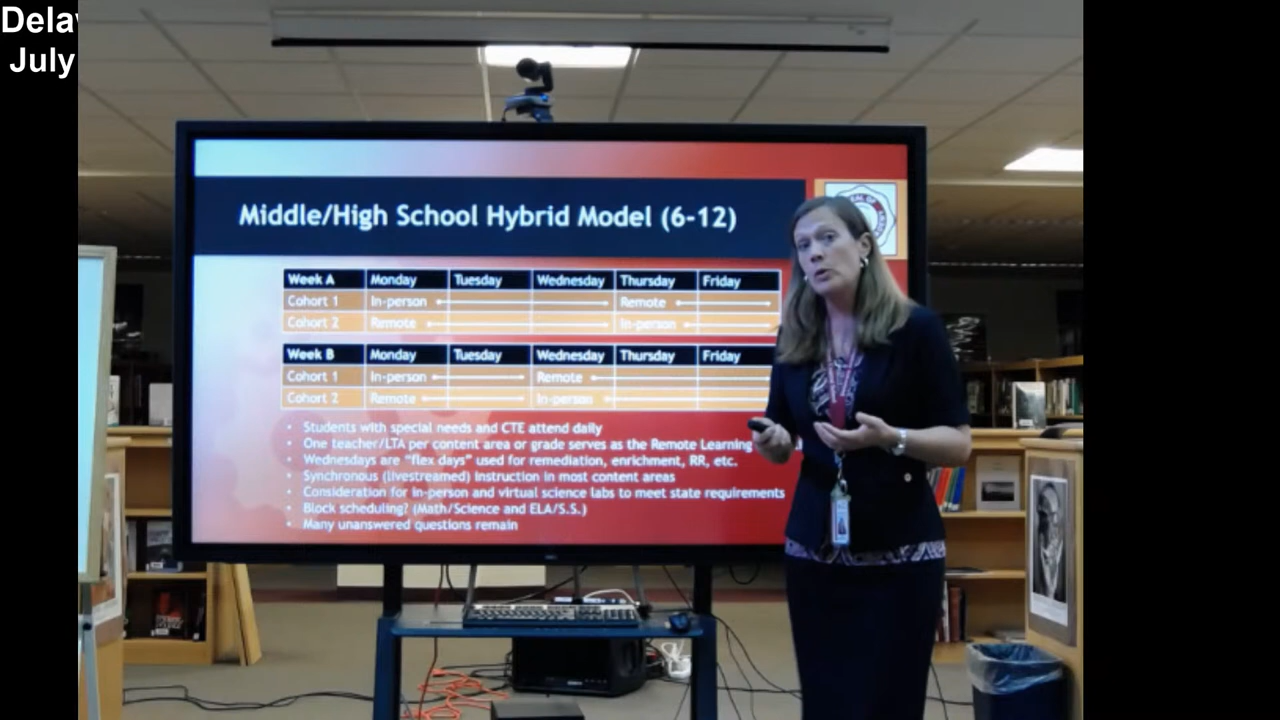 Dela
July
Middle/High School Hybrid Model (6-12)
Week A Monday Tuesday Wednesday Thursday Friday
Cohort 1 In-person Remote
Cohort 2 Remote In-person
Week B Monday Tuesday Wednesday Thursday Friday
Cohort 1 In-person Remote
Cohort 2 Remote In-person
• Students with special needs and CTE attend daily
• One teacher/LTA per content area or grade serves as the Remote Learning
• Wednesdays are "flex days" used for remediation, enrichment, RR, etc.
• Synchronous (livestreamed) instruction in most content areas
• Consideration for in-person and virtual science labs to meet state requirements
• Block scheduling? (Math/Science and ELA/S.S.)
• Many unanswered questions remain